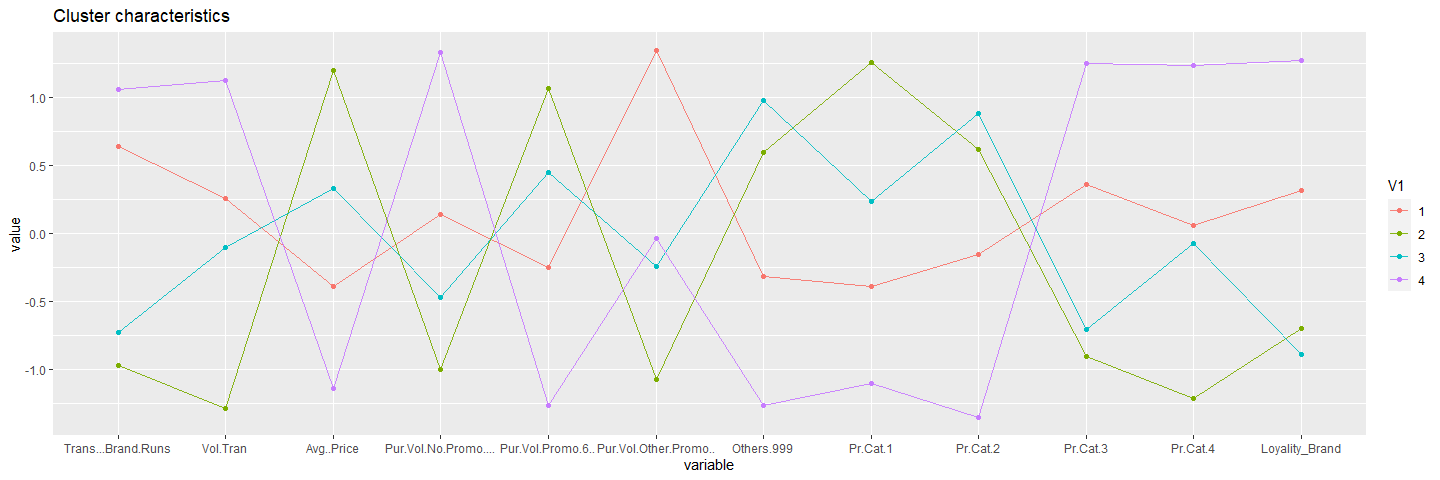 Cluster characteristics
value
1.0
0.5
0.0
-0.5
-1.0
Trans...Brand.Runs Vol.Tran Avg..Price Pur.Vol.No.Promo.... Pur.Vol.Promo.6.. Pur.Vol.Other.Promo.. Others.999 Pr.Cat.1 Pr.Cat.2 Pr.Cat.3 Pr.Cat.4 Loyality_Brand
variable
V1
1
2
3
4